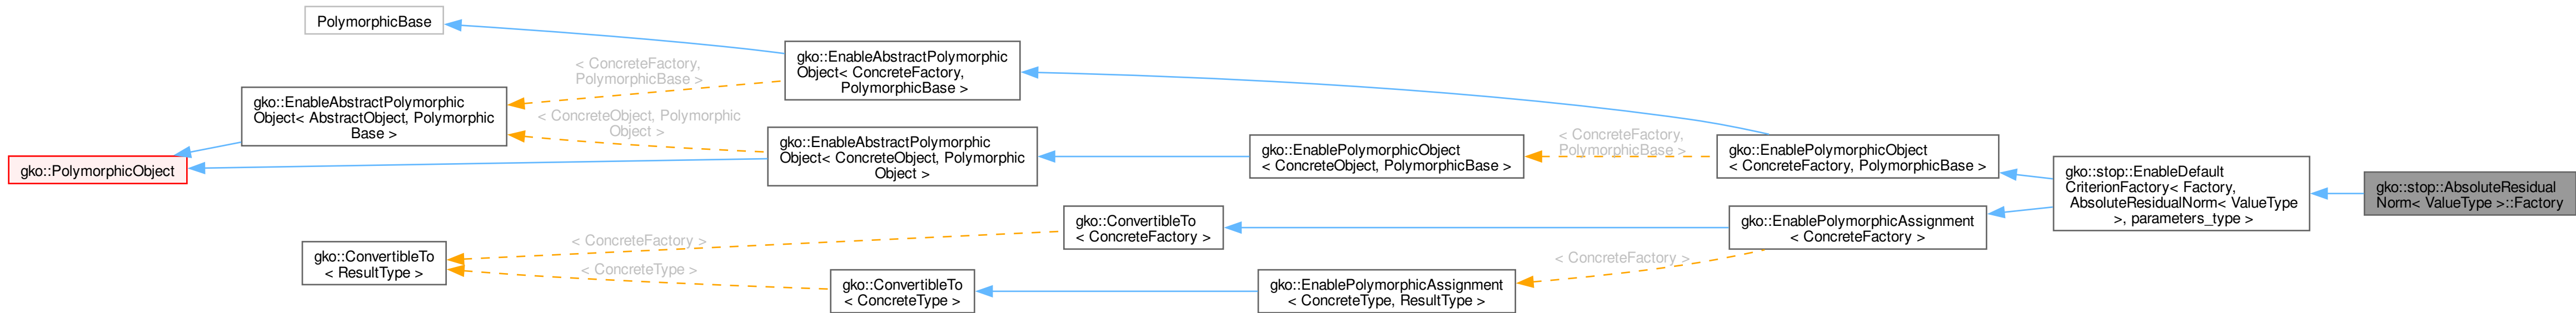 PolymorphicBase
gko::EnableAbstractPolymorphic
Object< ConcreteFactory,
PolymorphicBase >
< ConcreteFactory,
PolymorphicBase >
gko::EnableAbstractPolymorphic
Object< AbstractObject, Polymorphic
Base >
< ConcreteObject, Polymorphic
Object >
gko::PolymorphicObject
gko::EnableAbstractPolymorphic
Object< ConcreteObject, Polymorphic
Object >
gko::EnablePolymorphicObject
< ConcreteObject, PolymorphicBase >
< ConcreteFactory,
PolymorphicBase >
gko::EnablePolymorphicObject
< ConcreteFactory, PolymorphicBase >
gko::stop::EnableDefault
CriterionFactory< Factory,
AbsoluteResidualNorm< ValueType
>, parameters_type >
gko::stop::AbsoluteResidual
Norm< ValueType >::Factory
gko::ConvertibleTo
< ConcreteFactory >
gko::EnablePolymorphicAssignment
< ConcreteFactory >
< ConcreteFactory >
gko::ConvertibleTo
< ResultType >
< ConcreteType >
gko::ConvertibleTo
< ConcreteType >
gko::EnablePolymorphicAssignment
< ConcreteType, ResultType >
< ConcreteFactory >